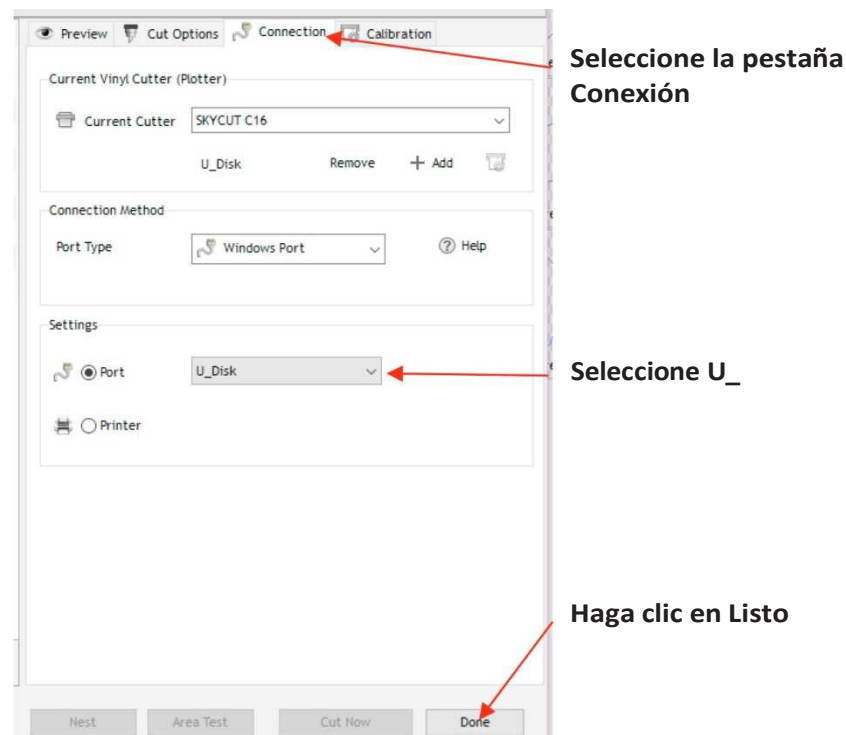 Preview Cut Options Connection Calibration
Seleccione la pestaña
Conexión
Current Vinyl Cutter (Plotter)
Current Cutter SKYCUT C16
U_Disk Remove + Add
Connection Method
Port Type Windows Port ? Help
Settings
Port U_Disk
Seleccione U_
Printer
Haga clic en Listo
Nest Area Test Cut Now Done